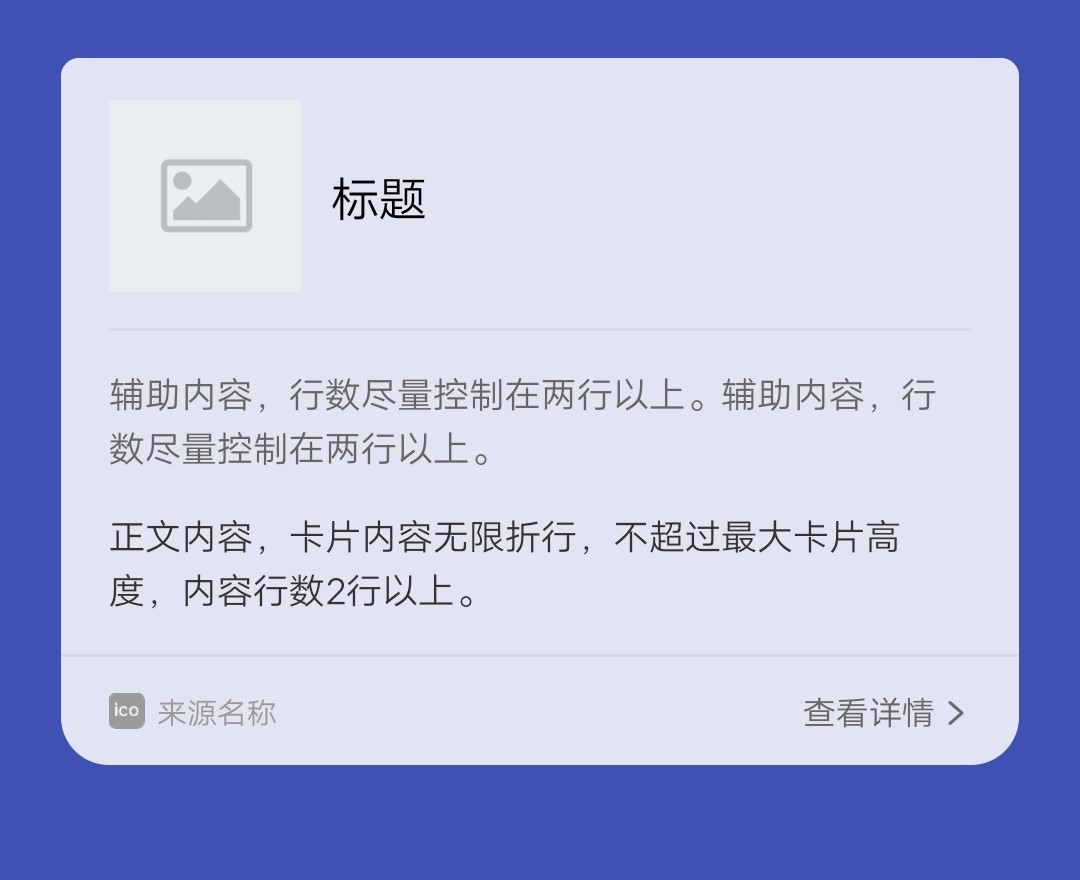 标题
辅助内容，行数尽量控制在两行以上。辅助内容，行
数尽量控制在两行以上。
正文内容，卡片内容无限折行，不超过最大卡片高
度，内容行数2行以上。
ico 来源名称
查看详情